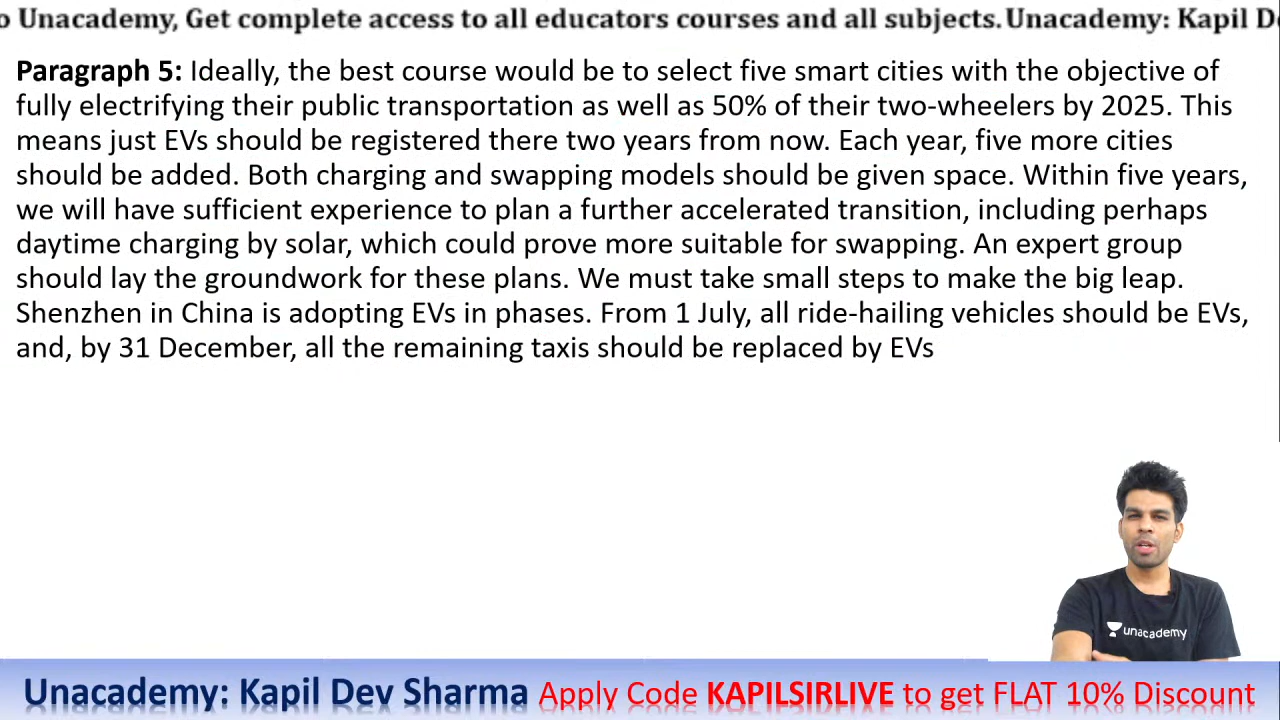 o Unacademy, Get complete access to all educators courses and all subjects. Unacademy: Kapil D
Paragraph 5: Ideally, the best course would be to select five smart cities with the objective of
fully electrifying their public transportation as well as 50% of their two-wheelers by 2025. This
means just EVs should be registered there two years from now. Each year, five more cities
should be added. Both charging and swapping models should be given space. Within five years,
we will have sufficient experience to plan a further accelerated transition, including perhaps
daytime charging by solar, which could prove more suitable for swapping. An expert group
should lay the groundwork for these plans. We must take small steps to make the big leap.
Shenzhen in China is adopting EVs in phases. From 1 July, all ride-hailing vehicles should be EVs,
and, by 31 December, all the remaining taxis should be replaced by EVs
unacademy
Unacademy: Kapil Dev Sharma Apply Code KAPILSIRLIVE to get FLAT 10% Discount